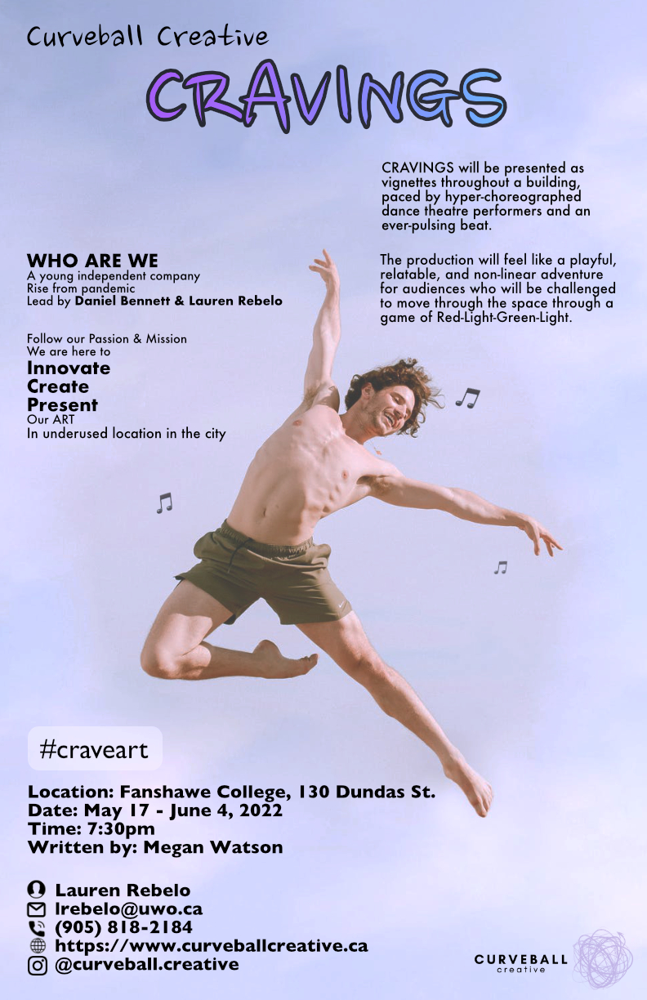 Curveball Creative
CRAVINGS
CRAVINGS will be presented as
vignettes throughout a building,
paced by hyper-choreographed
dance theatre performers and an
ever-pulsing beat.
The production will feel like a playful,
relatable, and non-linear adventure
for audiences who will be challenged
to move through the space through a
game of Red-Light-Green-Light.
WHO ARE WE
A young independent company
Rise from pandemic
Lead by Daniel Bennett & Lauren Rebelo
Follow our Passion & Mission
We are here to
Innovate
Create
Present
Our ART
In underused location in the city
#craveart
Location: Fanshawe College, 130 Dundas St.
Date: May 17 - June 4, 2022
Time: 7:30pm
Written by: Megan Watson
Lauren Rebelo
lrebelo@uwo.ca
(905) 818-2184
https://www.curveballcreative.ca
@curveball.creative
CURVEBALL
creative